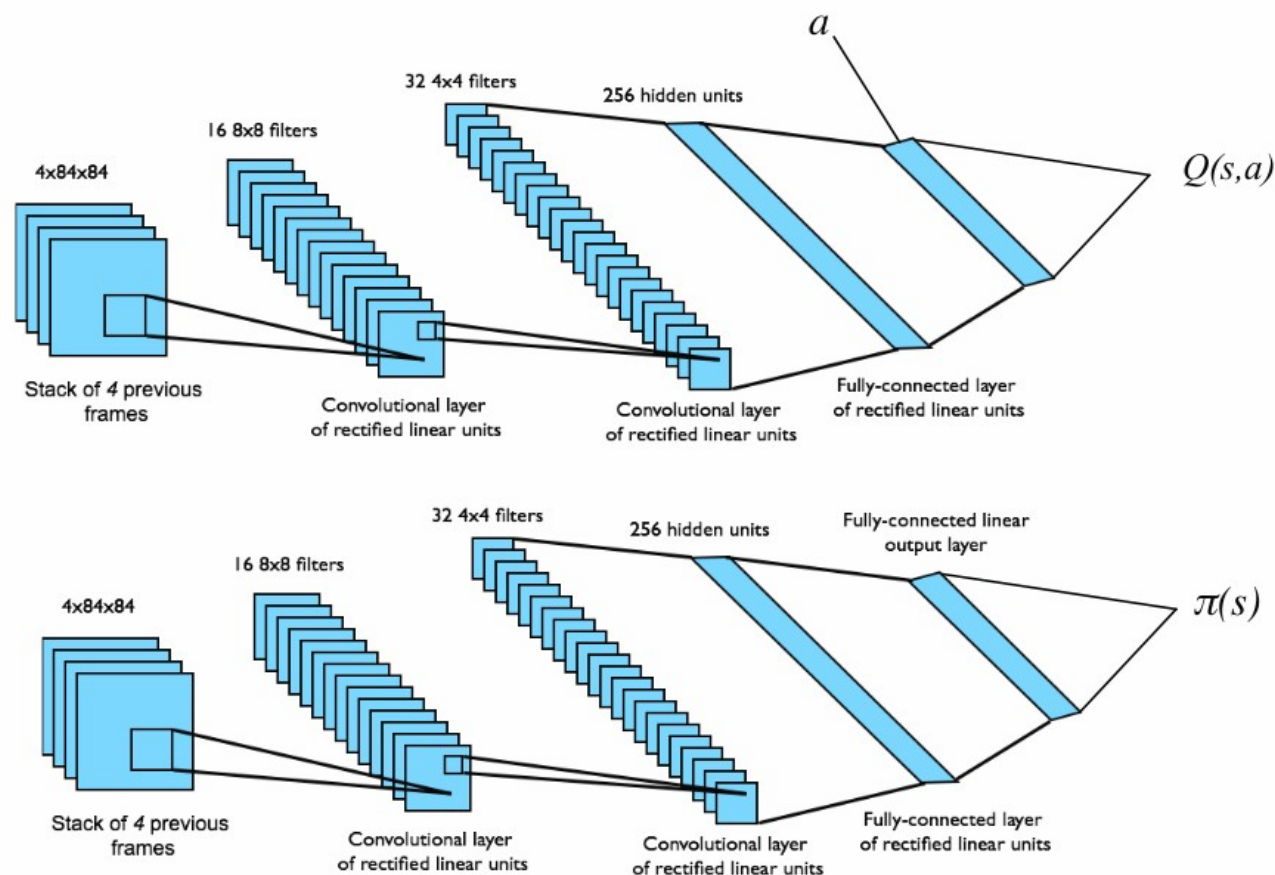 a
32 4x4 filters
256 hidden units
16 8x8 filters
4x84x84
Q(s,a)
Stack of 4 previous
frames
Convolutional layer
of rectified linear units
Convolutional layer
of rectified linear units
Fully-connected layer
of rectified linear units
32 4x4 filters
256 hidden units
Fully-connected linear
output layer
16 8x8 filters
4x84x84
π(s)
Stack of 4 previous
frames
Convolutional layer
of rectified linear units
Convolutional layer
of rectified linear units
Fully-connected layer
of rectified linear units